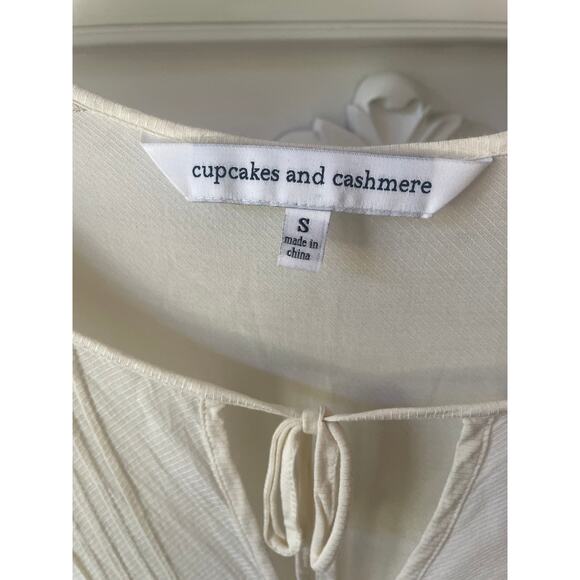 cupcakes and cashmere
S
made in
china